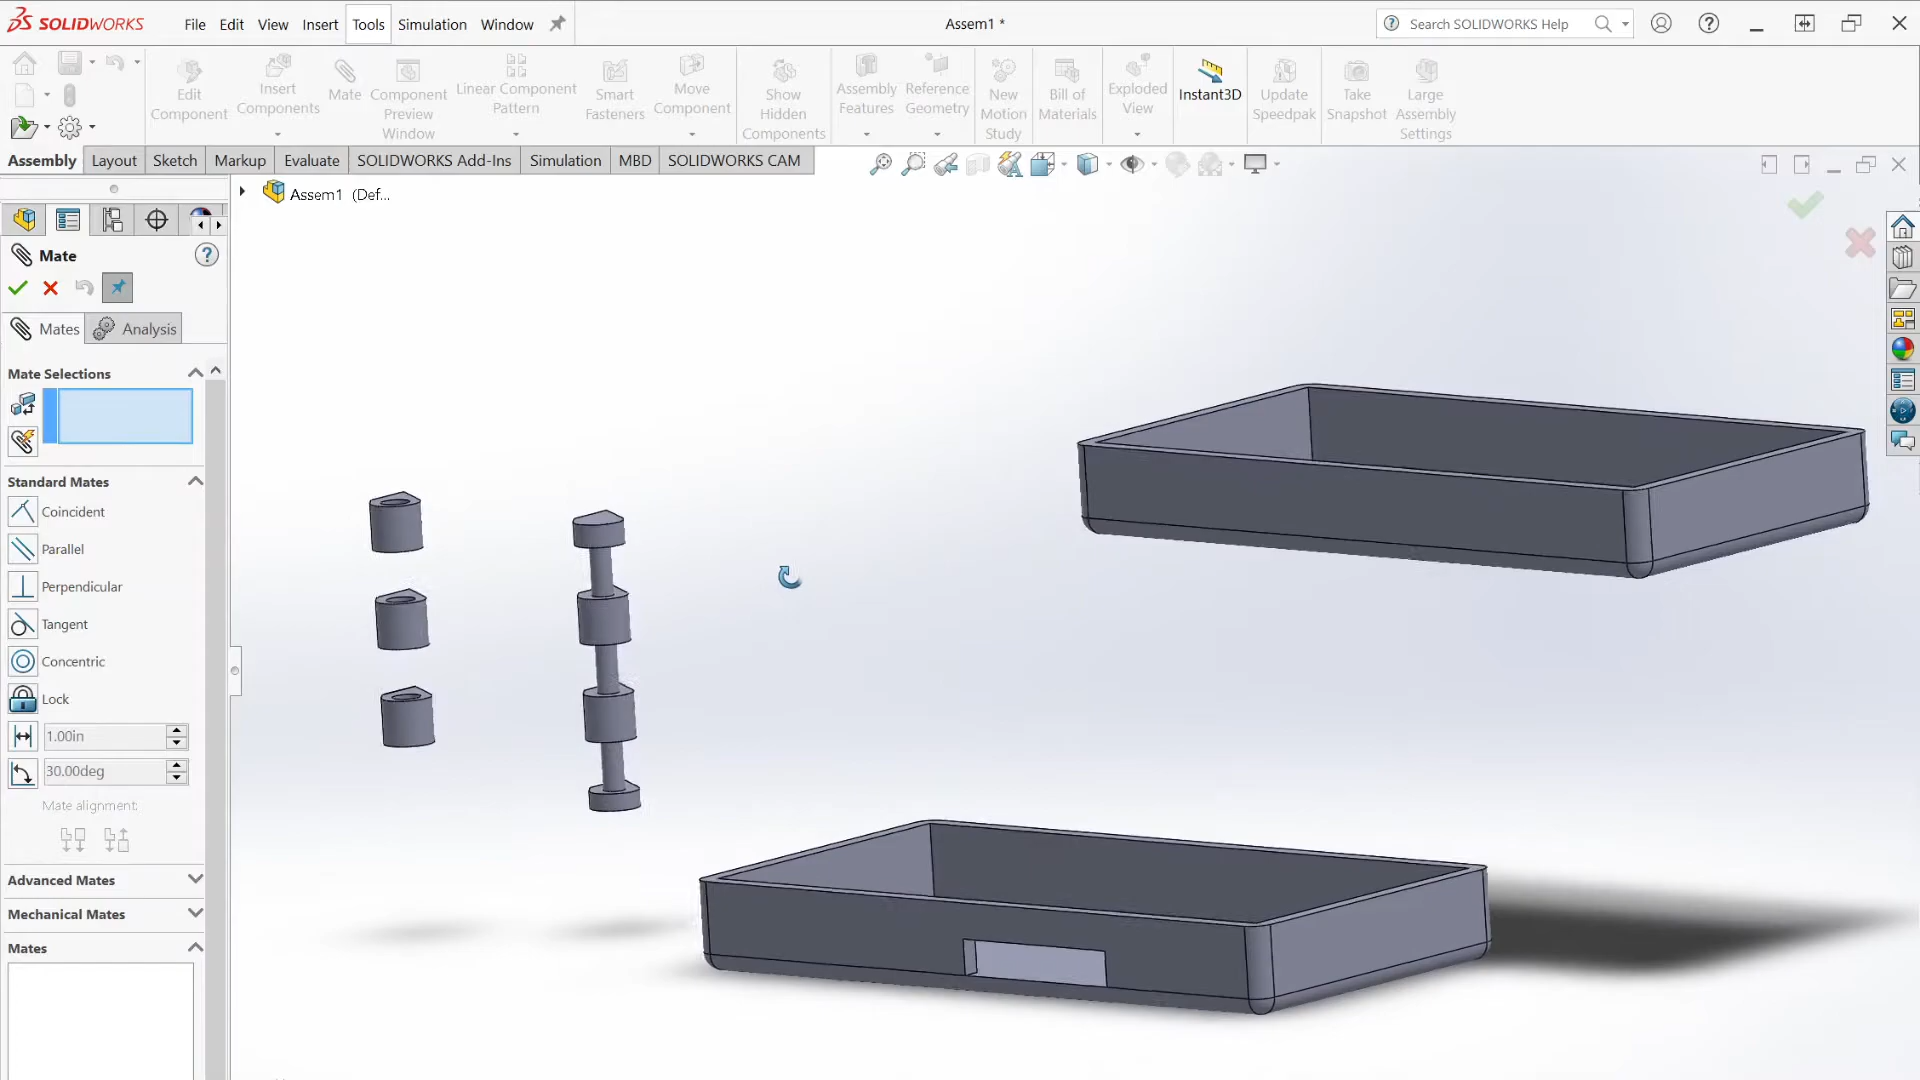 SOLIDWORKS File Edit View Insert Tools Simulation Window Assem1 * Search SOLIDWORKS Help
Edit Component
Insert Components
Mate
Component Preview Window
Linear Component Pattern
Smart Fasteners
Move Component
Show Hidden Components
Assembly Features
Reference Geometry
New Motion Study
Bill of Materials
Exploded View
Instant3D
Update Speedpak
Take Snapshot
Large Assembly Settings
Assembly Layout Sketch Markup Evaluate SOLIDWORKS Add-Ins Simulation MBD SOLIDWORKS CAM
Assem1 (Def...
Mate
Mates Analysis
Mate Selections
Standard Mates
Coincident
Parallel
Perpendicular
Tangent
Concentric
Lock
1.00in
30.00deg
Mate alignment:
Advanced Mates
Mechanical Mates
Mates